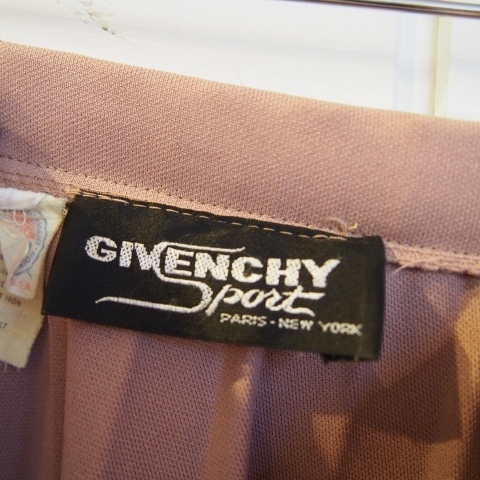 GIVENCHY
Sport
PARIS - NEW YORK